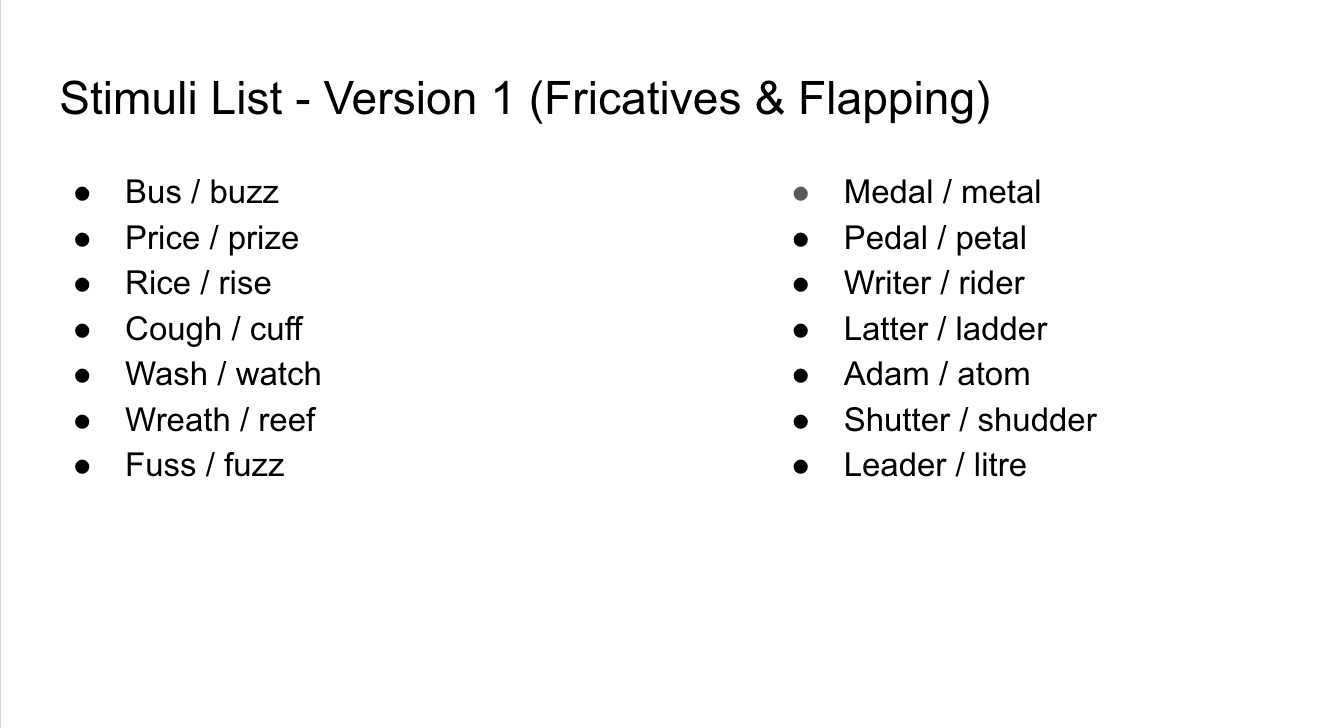 Stimuli List - Version 1 (Fricatives & Flapping)
● Bus / buzz
● Price / prize
● Rice / rise
● Cough / cuff
● Wash / watch
● Wreath / reef
● Fuss / fuzz
● Medal / metal
● Pedal / petal
● Writer / rider
● Latter / ladder
● Adam / atom
● Shutter / shudder
● Leader / litre